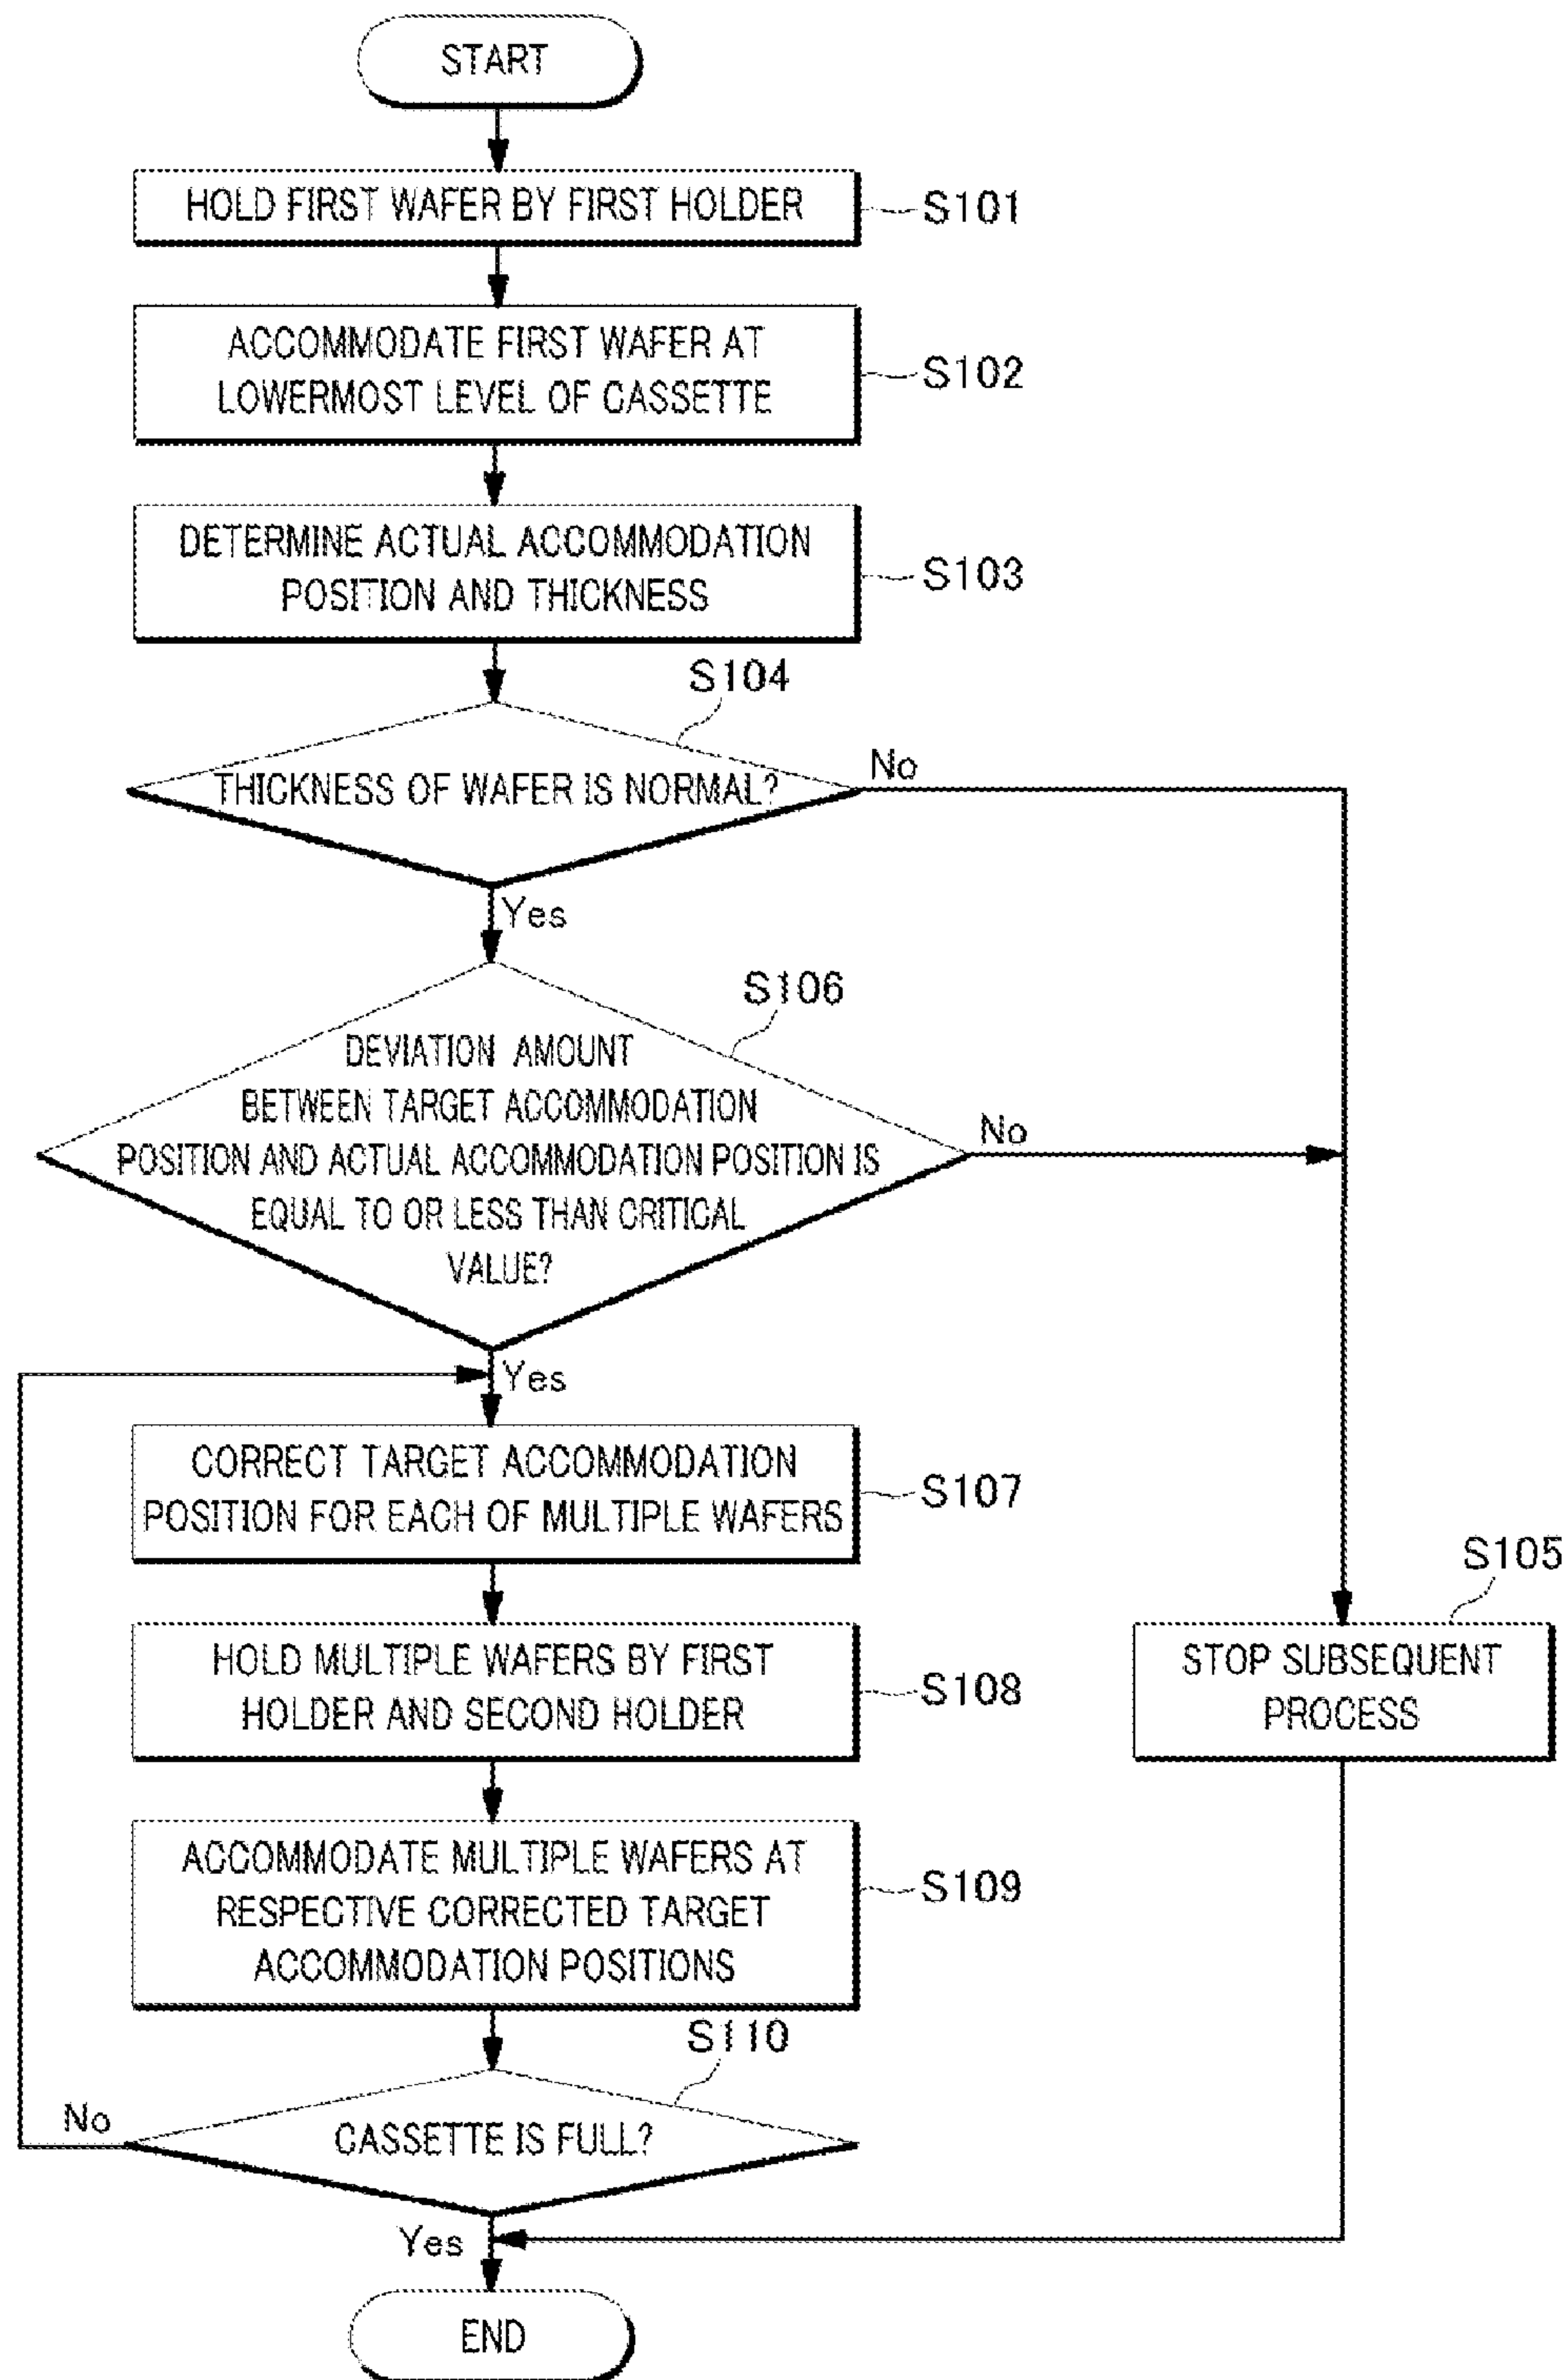 START
HOLD FIRST WAFER BY FIRST HOLDER
S101
ACCOMMODATE FIRST WAFER AT
LOWERMOST LEVEL OF CASSETTE
S102
DETERMINE ACTUAL ACCOMMODATION
POSITION AND THICKNESS
S103
S104
THICKNESS OF WAFER IS NORMAL?
No
Yes
S106
DEVIATION AMOUNT
BETWEEN TARGET ACCOMMODATION
POSITION AND ACTUAL ACCOMMODATION POSITION IS
EQUAL TO OR LESS THAN CRITICAL
VALUE?
No
Yes
CORRECT TARGET ACCOMMODATION
POSITION FOR EACH OF MULTIPLE WAFERS
S107
S105
STOP SUBSEQUENT
PROCESS
HOLD MULTIPLE WAFERS BY FIRST
HOLDER AND SECOND HOLDER
S108
ACCOMMODATE MULTIPLE WAFERS AT
RESPECTIVE CORRECTED TARGET
ACCOMMODATION POSITIONS
S109
S110
CASSETTE IS FULL?
No
Yes
END